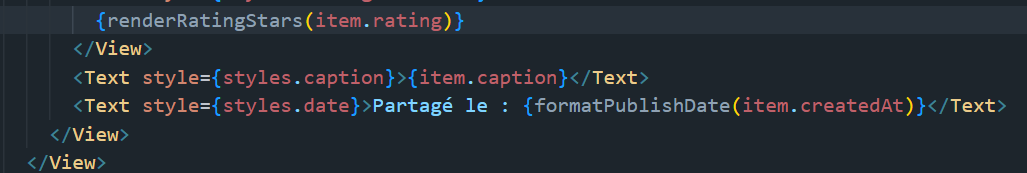 {renderRatingStars(item.rating)}
</View>
<Text style={styles.caption}>{item.caption}</Text>
<Text style={styles.date}>Partagé le : {formatPublishDate(item.createdAt)}</Text>
</View>
</View>